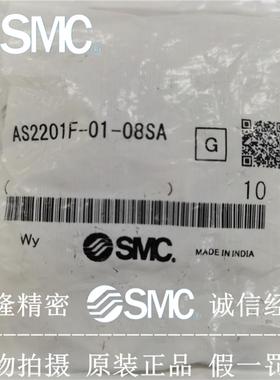 SMC
AS2201F-01-08SA
G
(
)
10
Wy
SMC.
MADE IN INDIA
隆精密
SMC
诚信经
物拍摄 原装正品 假一罚